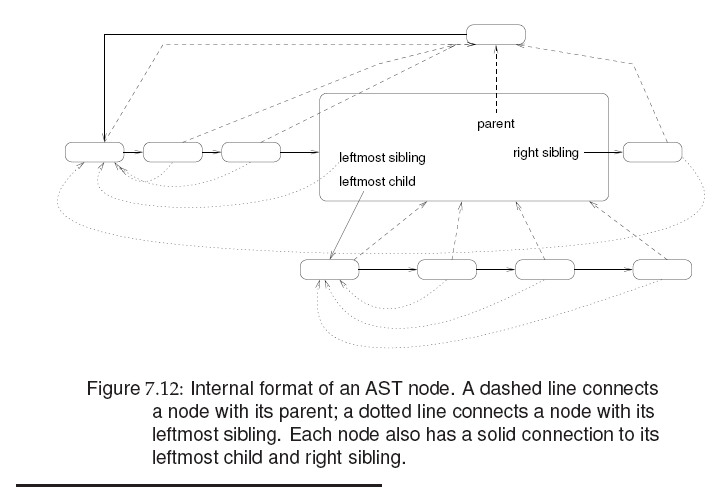 parent
leftmost sibling
right sibling
leftmost child
Figure 7.12: Internal format of an AST node. A dashed line connects
a node with its parent; a dotted line connects a node with its
leftmost sibling. Each node also has a solid connection to its
leftmost child and right sibling.